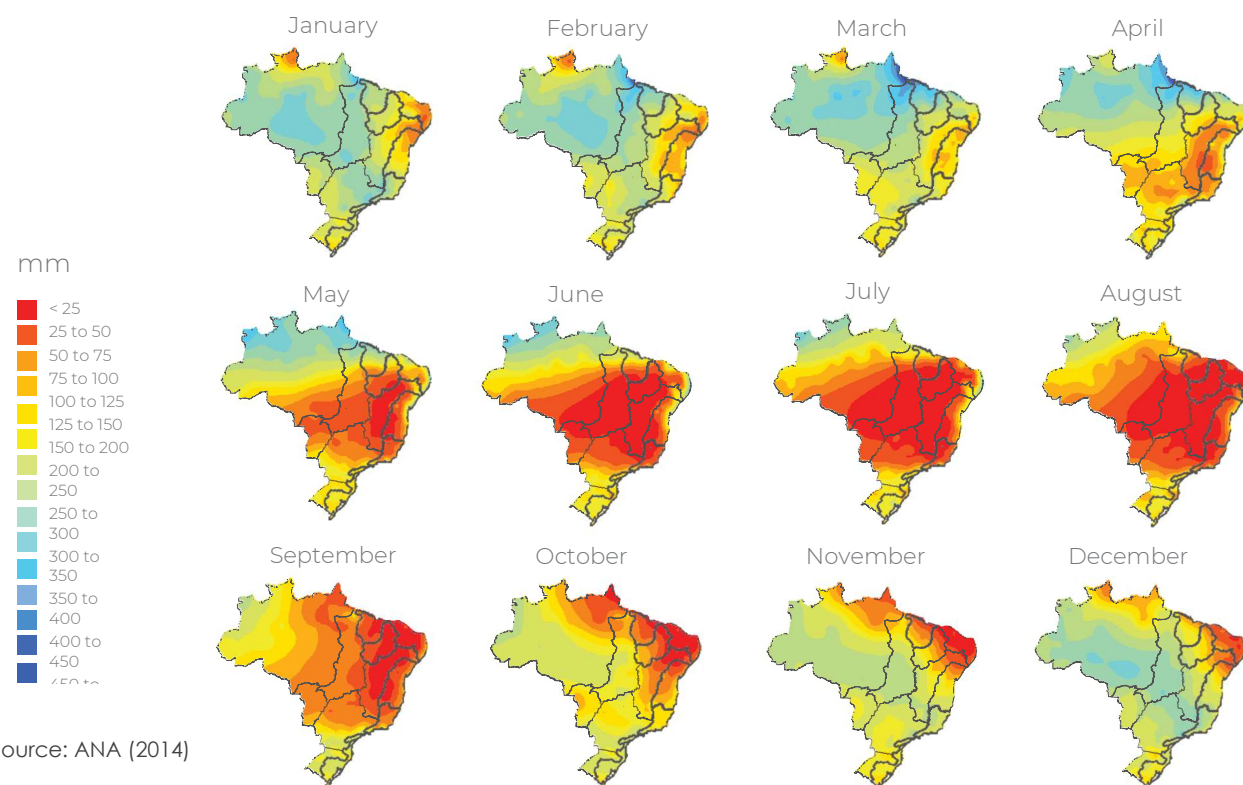 January
February
March
April
mm
< 25
25 to 50
50 to 75
75 to 100
100 to 125
125 to 150
150 to 200
200 to
250
250 to
300
300 to
350
350 to
400
400 to
450
450 to
May
June
July
August
September
October
November
December
ource: ANA (2014)